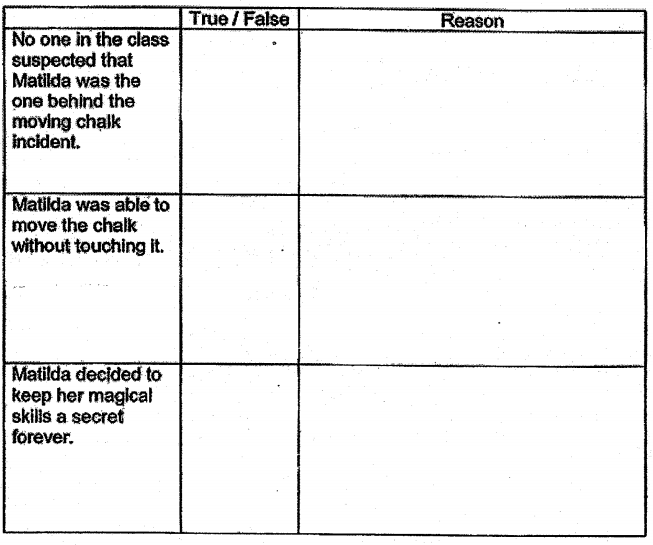 True / False
Reason
No one in the class
suspected that
Matilda was the
one behind the
moving chalk
incident.
Matilda was able to
move the chalk
without touching it.
Matilda decided to
keep her magical
skills a secret
forever.